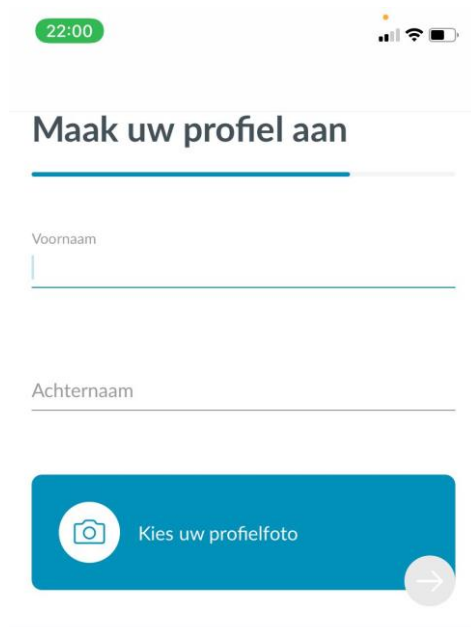 22:00
Maak uw profiel aan
Voornaam
Achternaam
Kies uw profielfoto